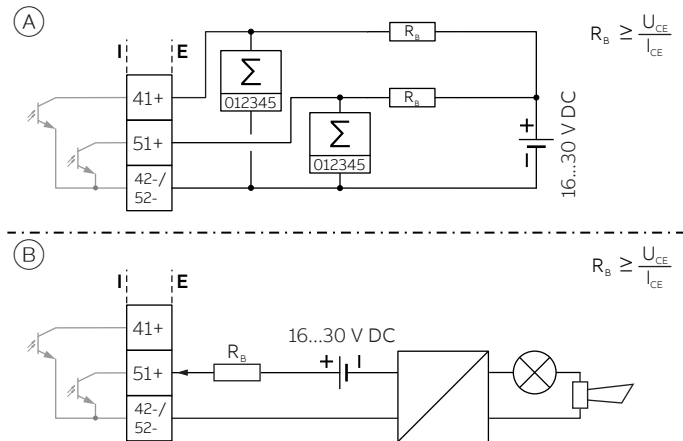 A
I E
R_B ≥ U_CE / I_CE
R_B
Σ
012345
41+
R_B
51+
Σ
012345
42-/
52-
+
I
16...30 V DC
B
I E
R_B ≥ U_CE / I_CE
41+
16...30 V DC
R_B
+ I
51+
42-/
52-